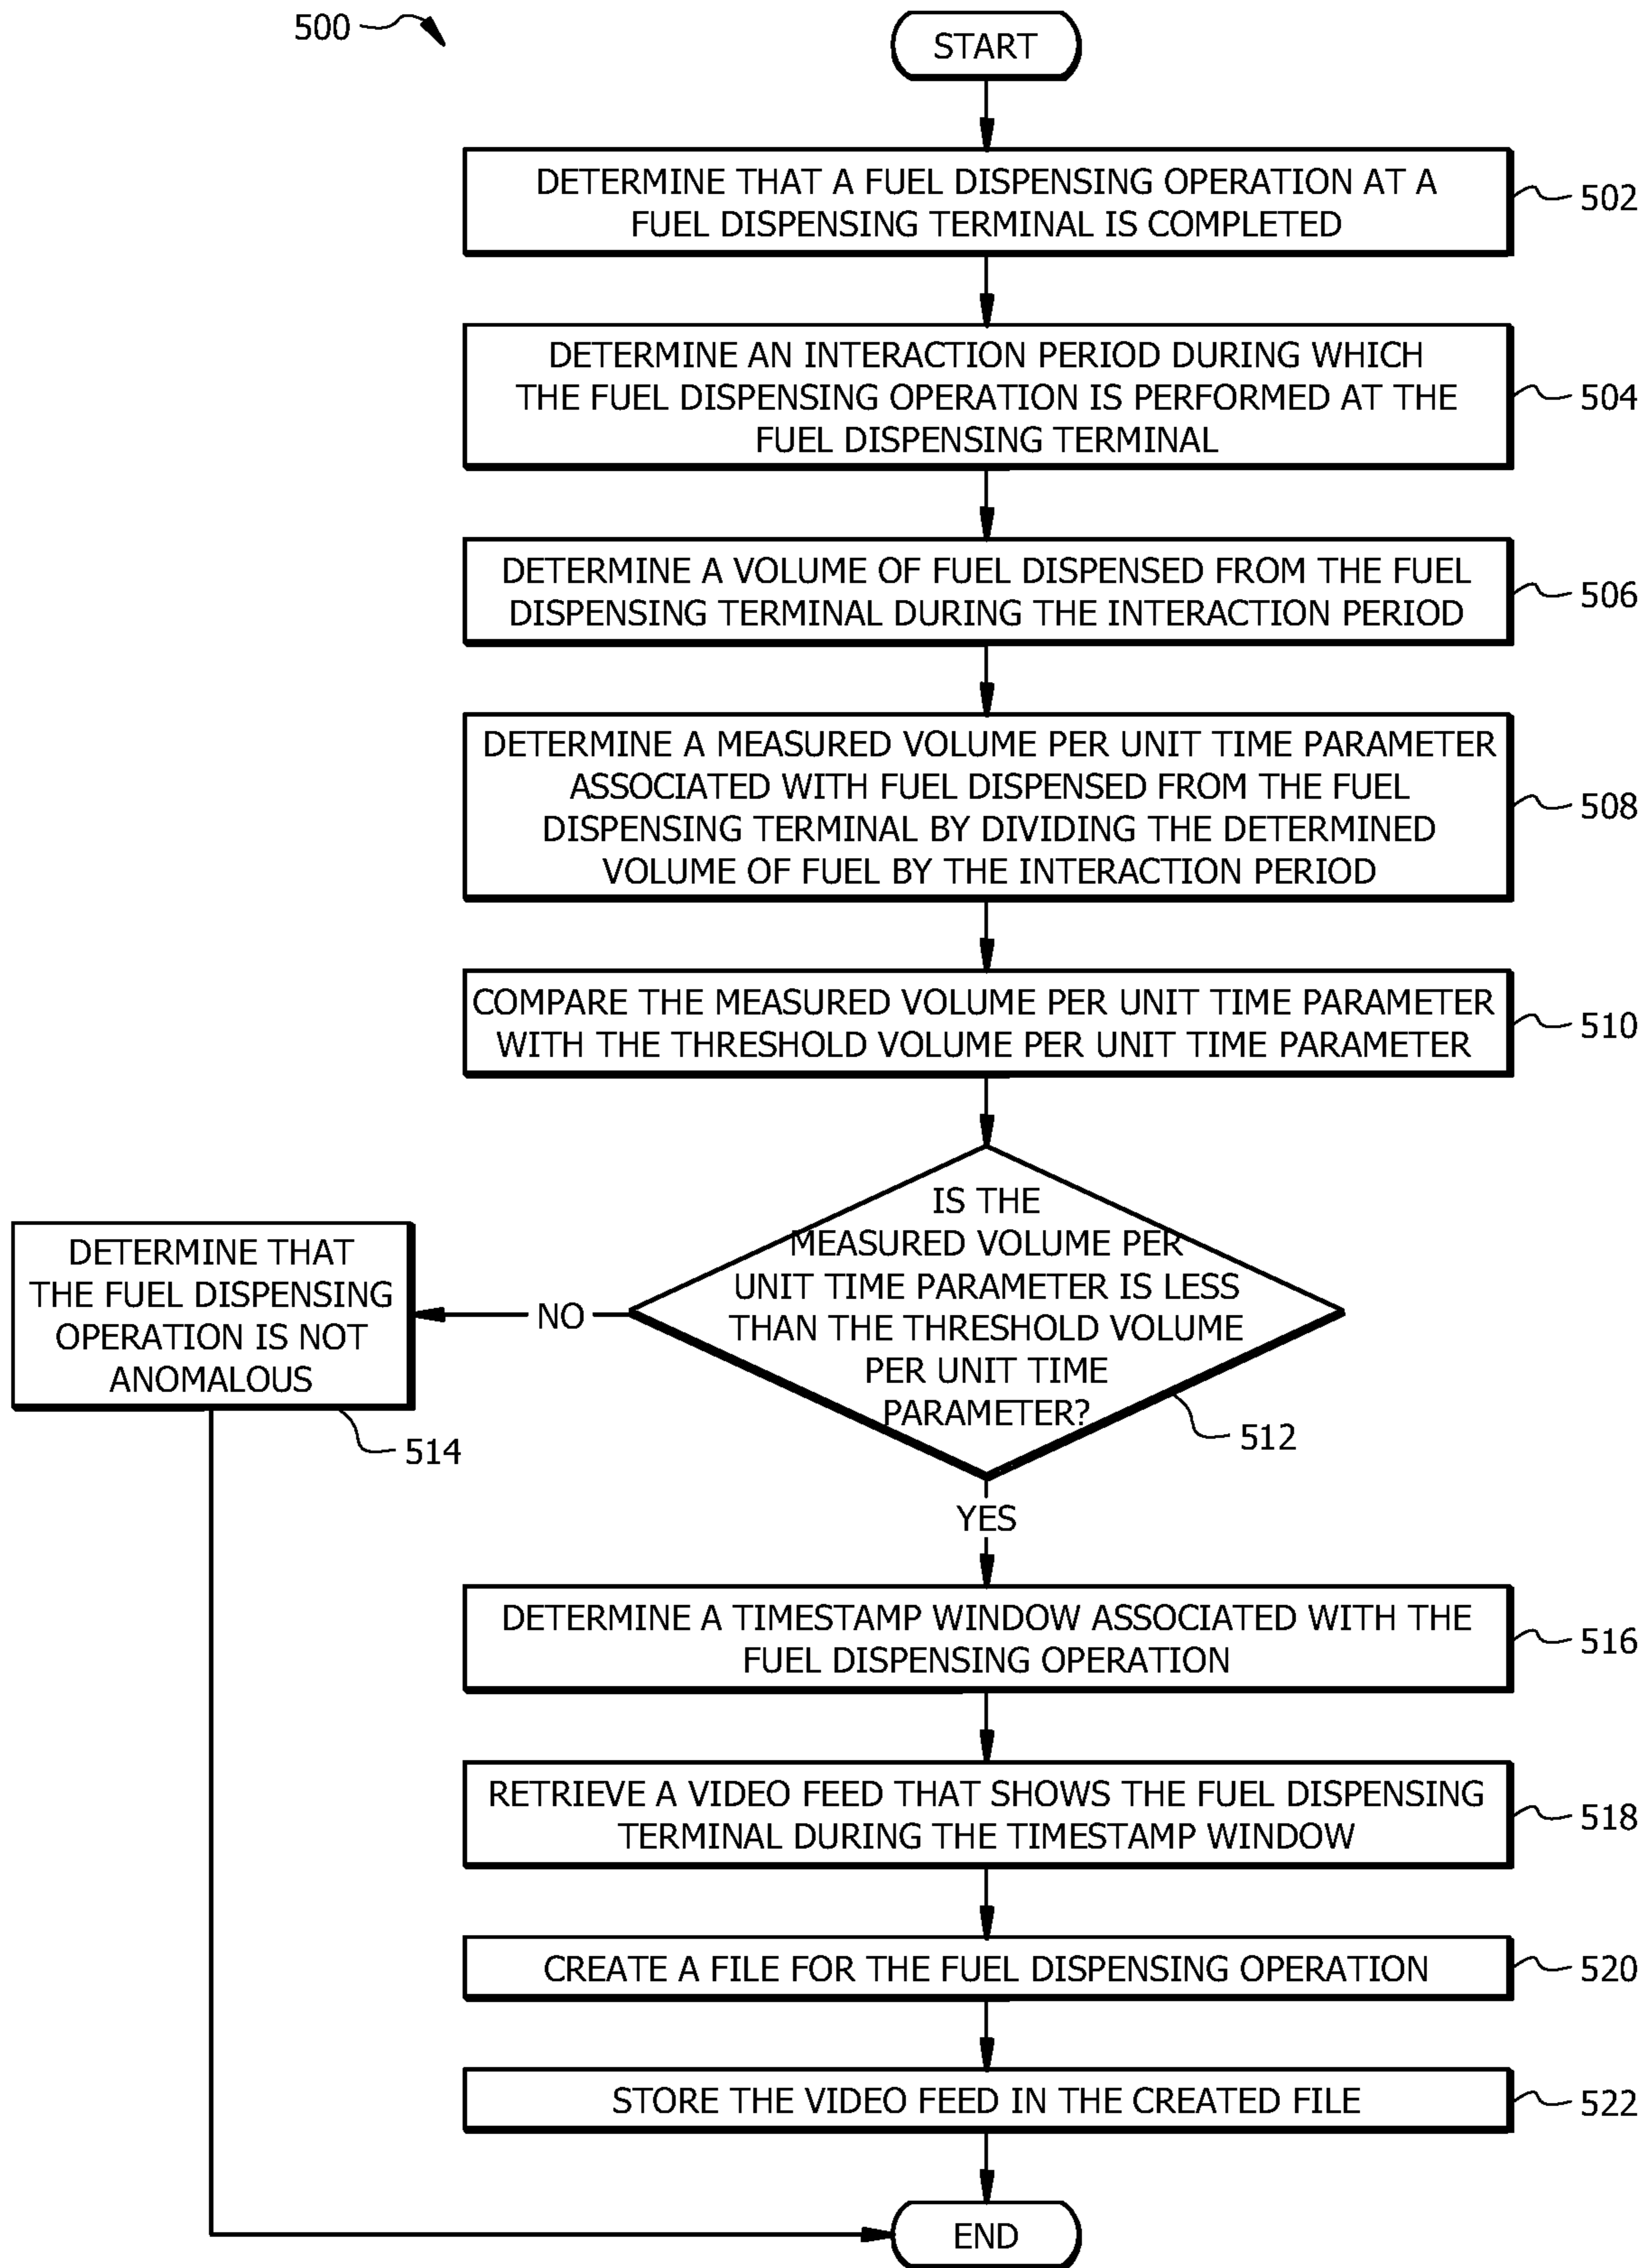 500
START
DETERMINE THAT A FUEL DISPENSING OPERATION AT A
FUEL DISPENSING TERMINAL IS COMPLETED
502
DETERMINE AN INTERACTION PERIOD DURING WHICH
THE FUEL DISPENSING OPERATION IS PERFORMED AT THE
FUEL DISPENSING TERMINAL
504
DETERMINE A VOLUME OF FUEL DISPENSED FROM THE FUEL
DISPENSING TERMINAL DURING THE INTERACTION PERIOD
506
DETERMINE A MEASURED VOLUME PER UNIT TIME PARAMETER
ASSOCIATED WITH FUEL DISPENSED FROM THE FUEL
DISPENSING TERMINAL BY DIVIDING THE DETERMINED
VOLUME OF FUEL BY THE INTERACTION PERIOD
508
COMPARE THE MEASURED VOLUME PER UNIT TIME PARAMETER
WITH THE THRESHOLD VOLUME PER UNIT TIME PARAMETER
510
IS THE
MEASURED VOLUME PER
UNIT TIME PARAMETER IS LESS
THAN THE THRESHOLD VOLUME
PER UNIT TIME
PARAMETER?
512
NO
DETERMINE THAT
THE FUEL DISPENSING
OPERATION IS NOT
ANOMALOUS
514
YES
DETERMINE A TIMESTAMP WINDOW ASSOCIATED WITH THE
FUEL DISPENSING OPERATION
516
RETRIEVE A VIDEO FEED THAT SHOWS THE FUEL DISPENSING
TERMINAL DURING THE TIMESTAMP WINDOW
518
CREATE A FILE FOR THE FUEL DISPENSING OPERATION
520
STORE THE VIDEO FEED IN THE CREATED FILE
522
END